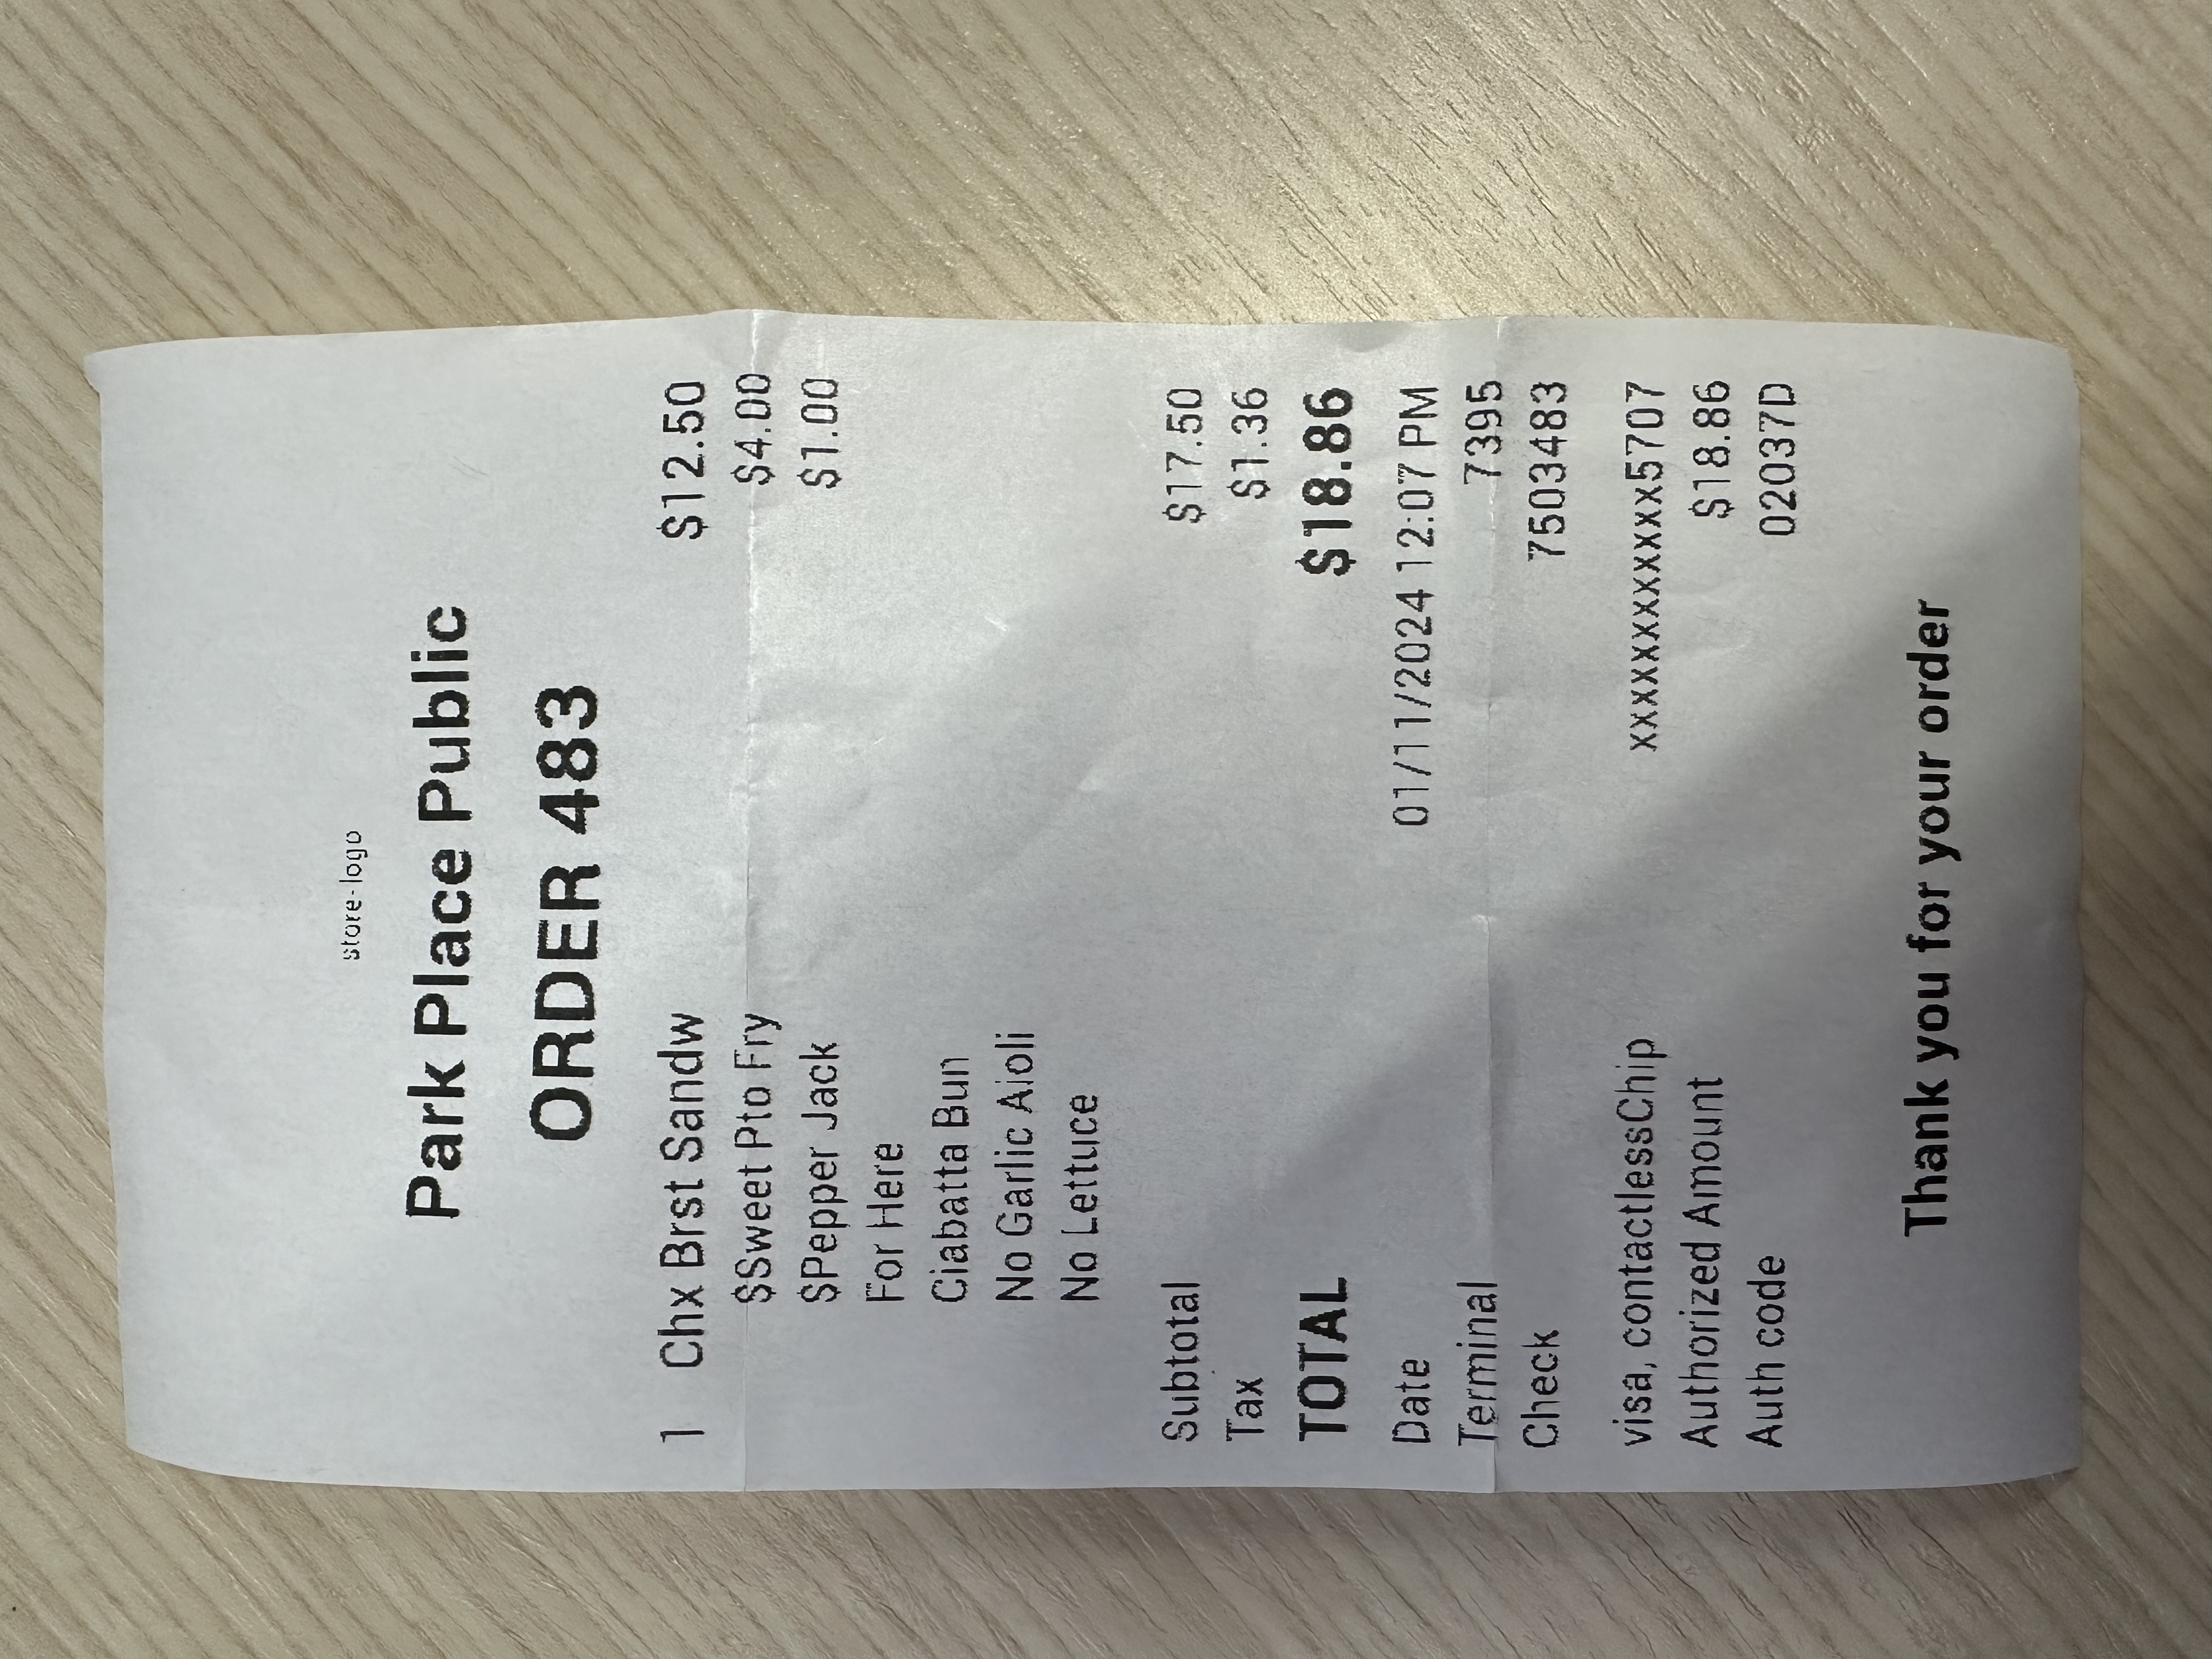 store-logo
Park Place Public
ORDER 483
1 Chx Brst Sandw $12.50
$Sweet Pto Fry $4.00
$Pepper Jack $1.00
For Here
Ciabatta Bun
No Garlic Aioli
No Lettuce
Subtotal $17.50
Tax $1.36
TOTAL $18.86
Date 01/11/2024 12:07 PM
Terminal 7395
Check 7503483
visa, contactlessChip xxxxxxxxxxxx5707
Authorized Amount $18.86
Auth code 02037D
Thank you for your order